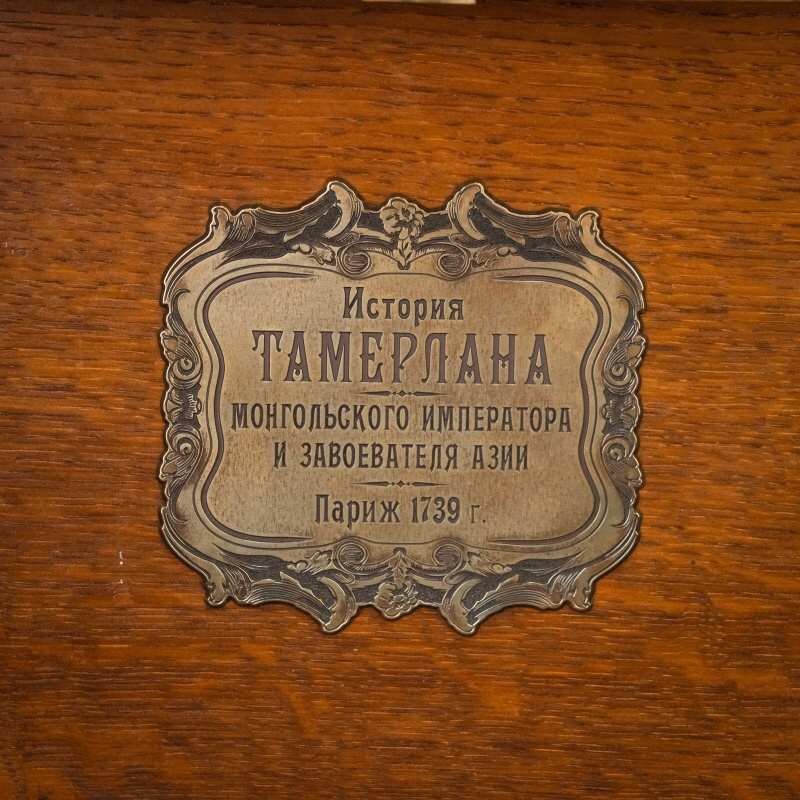 История
ТАМЕРЛАНА
МОНГОЛЬСКОГО ИМПЕРАТОРА
И ЗАВОЕВАТЕЛЯ АЗИИ
Париж 1739 г.